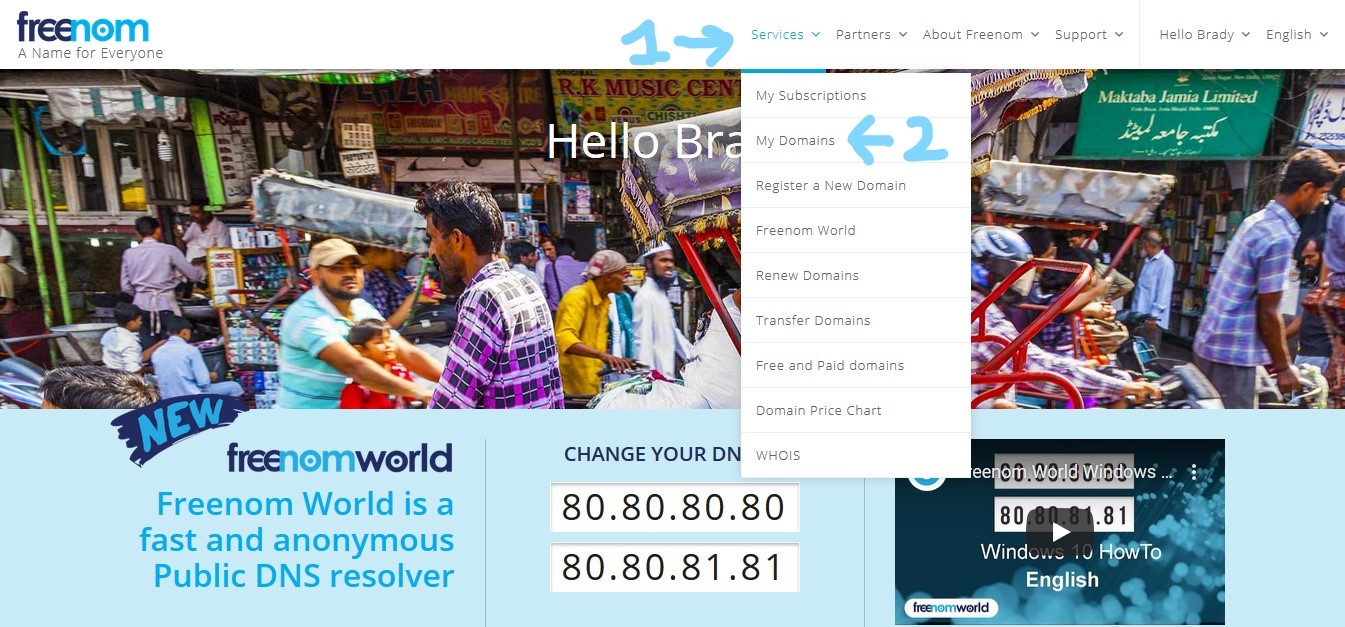 freenom
A Name for Everyone
1 → Services Partners About Freenom Support Hello Brady English
My Subscriptions
My Domains ← 2
Register a New Domain
Freenom World
Renew Domains
Transfer Domains
Free and Paid domains
Domain Price Chart
WHOIS
Hello Bra
R.K MUSIC CEN
Maktaba Jamia Limited
مکتبہ جامعہ لمیٹڈ
NEW
freenomworld
Freenom World is a
fast and anonymous
Public DNS resolver
CHANGE YOUR DN
80.80.80.80
80.80.81.81
reenom World Windows ...
80.80.80.80
80.80.81.81
Windows 10 HowTo
English
freenomworld